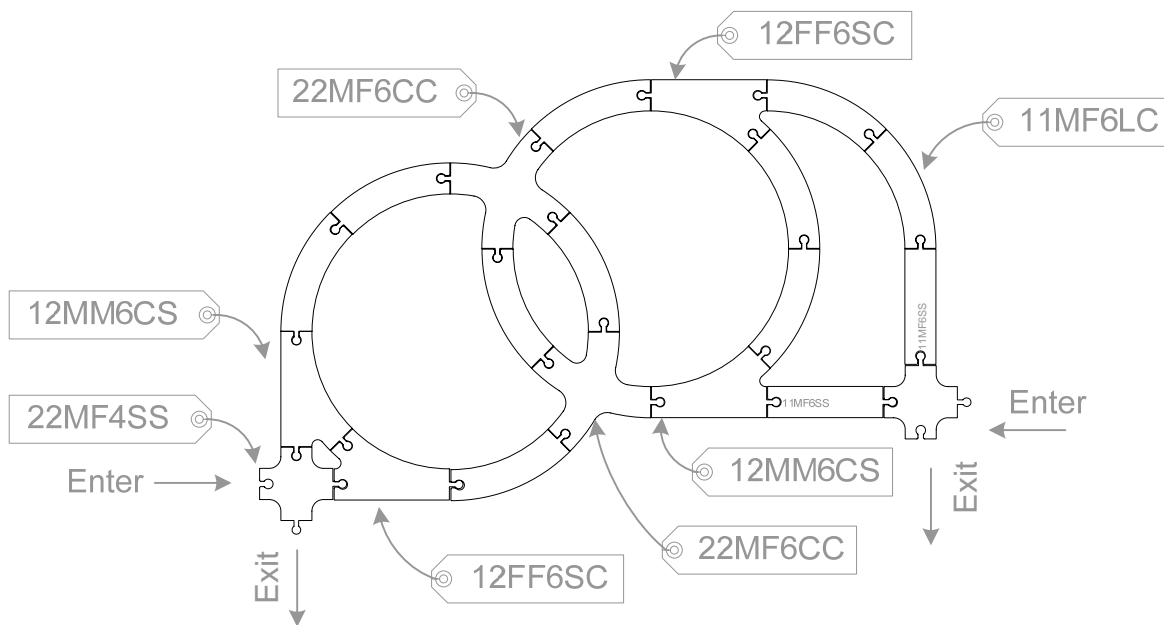 12FF6SC
22MF6CC
11MF6LC
12MM6CS
11MF6SS
22MF4SS
11MF6SS
Enter
Enter
12MM6CS
Exit
22MF6CC
Exit
12FF6SC